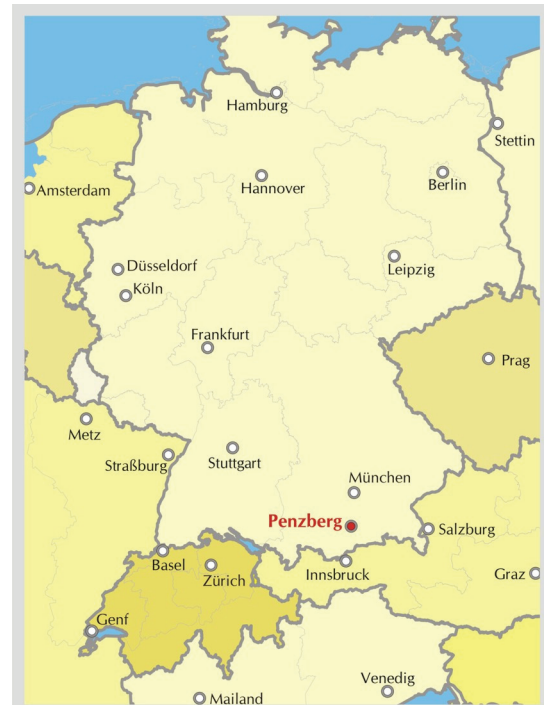 Hamburg
Stettin
Amsterdam
Hannover
Berlin
Düsseldorf
Leipzig
Köln
Frankfurt
Prag
Metz
Straßburg
Stuttgart
München
Penzberg
Salzburg
Basel
Zürich
Innsbruck
Graz
Genf
Venedig
Mailand